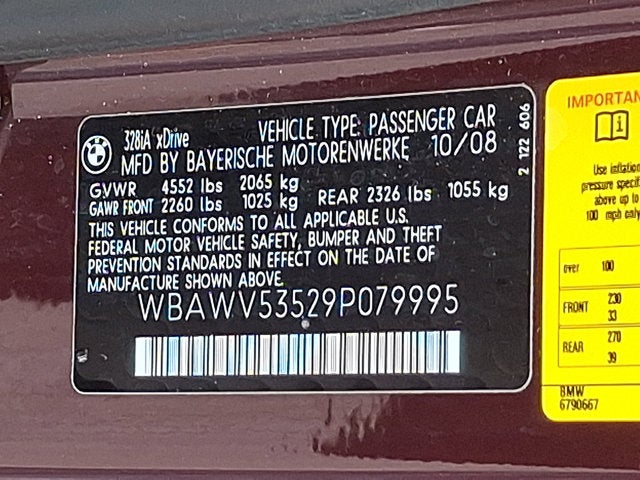 BMW
328iA xDrive VEHICLE TYPE: PASSENGER CAR
MFD BY BAYERISCHE MOTORENWERKE 10/08
GVWR 4552 lbs 2065 kg
GAWR FRONT 2260 lbs 1025 kg REAR 2326 lbs 1055 kg
THIS VEHICLE CONFORMS TO ALL APPLICABLE U.S.
FEDERAL MOTOR VEHICLE SAFETY, BUMPER AND THEFT
PREVENTION STANDARDS IN EFFECT ON THE DATE OF
MANUFACTURE SHOWN ABOVE.
WBAWV53529P079995
2 122 606
IMPORTAN
Use inflation
pressure specif
above up to
100 mph only
over 100
FRONT 230
33
REAR 270
39
BMW
6790667